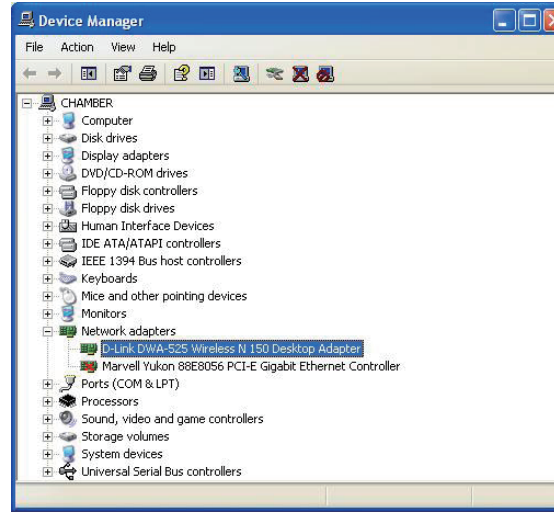 Device Manager
File Action View Help
CHAMBER
Computer
Disk drives
Display adapters
DVD/CD-ROM drives
Floppy disk controllers
Floppy disk drives
Human Interface Devices
IDE ATA/ATAPI controllers
IEEE 1394 Bus host controllers
Keyboards
Mice and other pointing devices
Monitors
Network adapters
D-Link DWA-525 Wireless N 150 Desktop Adapter
Marvell Yukon 88E8056 PCI-E Gigabit Ethernet Controller
Ports (COM & LPT)
Processors
Sound, video and game controllers
Storage volumes
System devices
Universal Serial Bus controllers